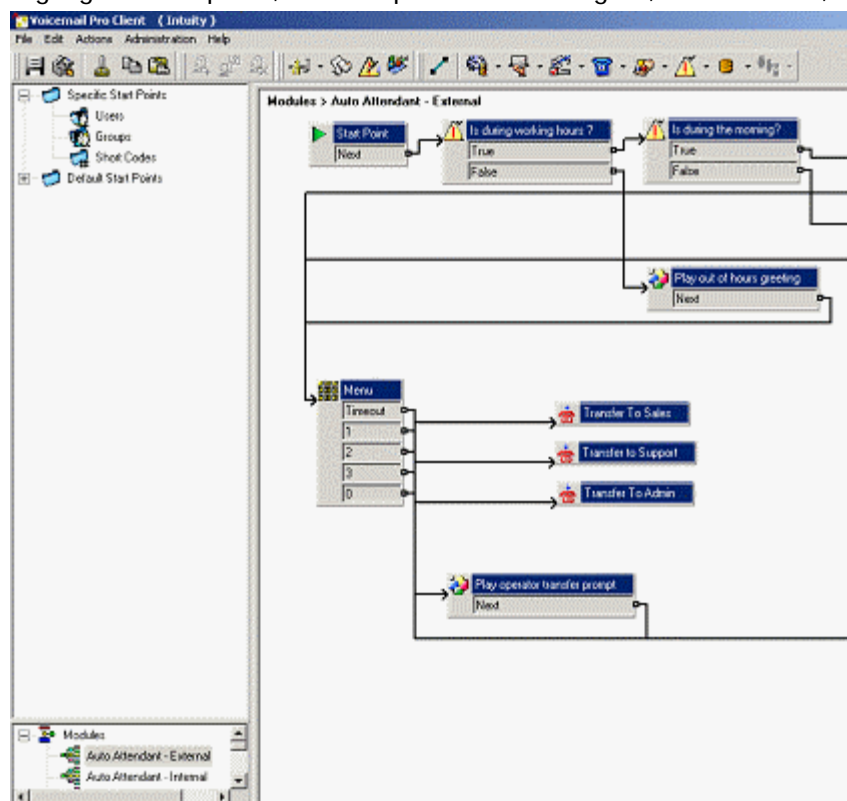 Voicemail Pro Client (Intuity)
File Edit Actions Administration Help
Specific Start Points
Users
Groups
Short Codes
Default Start Points
Modules > Auto Attendant - External
Start Point
Next
Is during working hours ?
True
False
Is during the morning?
True
False
Play out of hours greeting
Next
Menu
Timeout
1
2
3
0
Transfer To Sales
Transfer to Support
Transfer To Admin
Play operator transfer prompt
Next
Modules
Auto Attendant - External
Auto Attendant - Internal